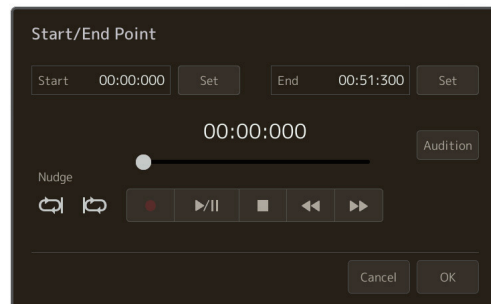 Start/End Point
Start 00:00:000 Set End 00:51:300 Set
00:00:000
Audition
Nudge
Cancel OK